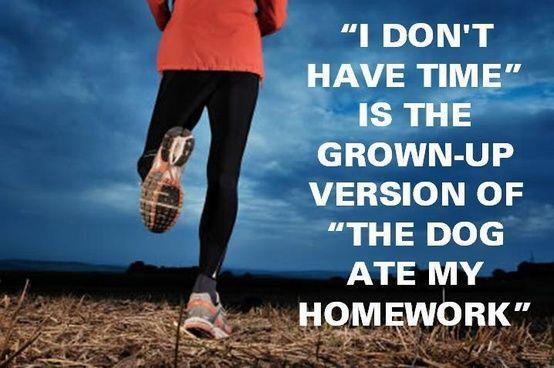 “I DON'T
HAVE TIME”
IS THE
GROWN-UP
VERSION OF
“THE DOG
ATE MY
HOMEWORK”